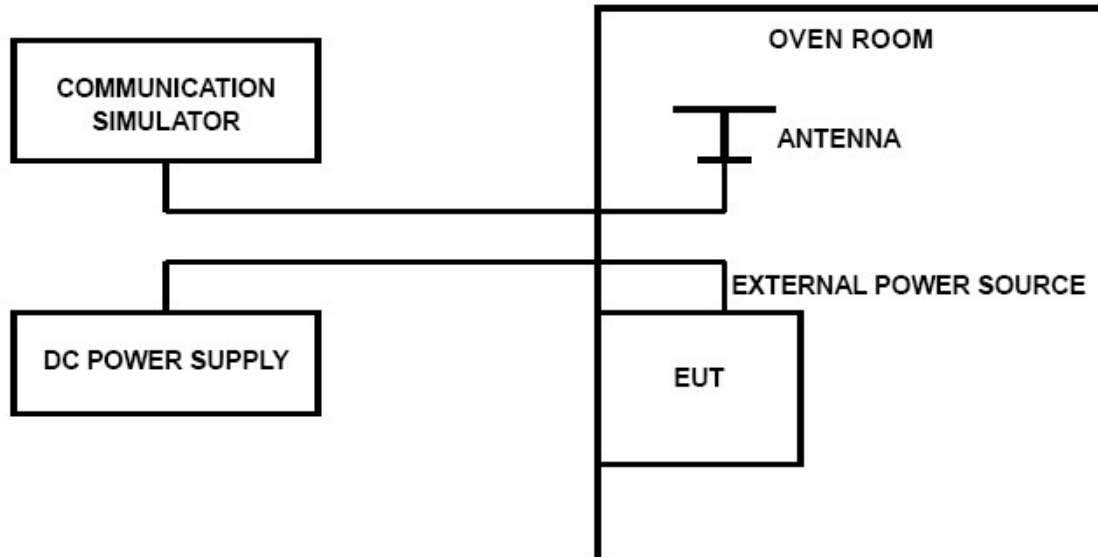 OVEN ROOM
COMMUNICATION
SIMULATOR
ANTENNA
EXTERNAL POWER SOURCE
DC POWER SUPPLY
EUT